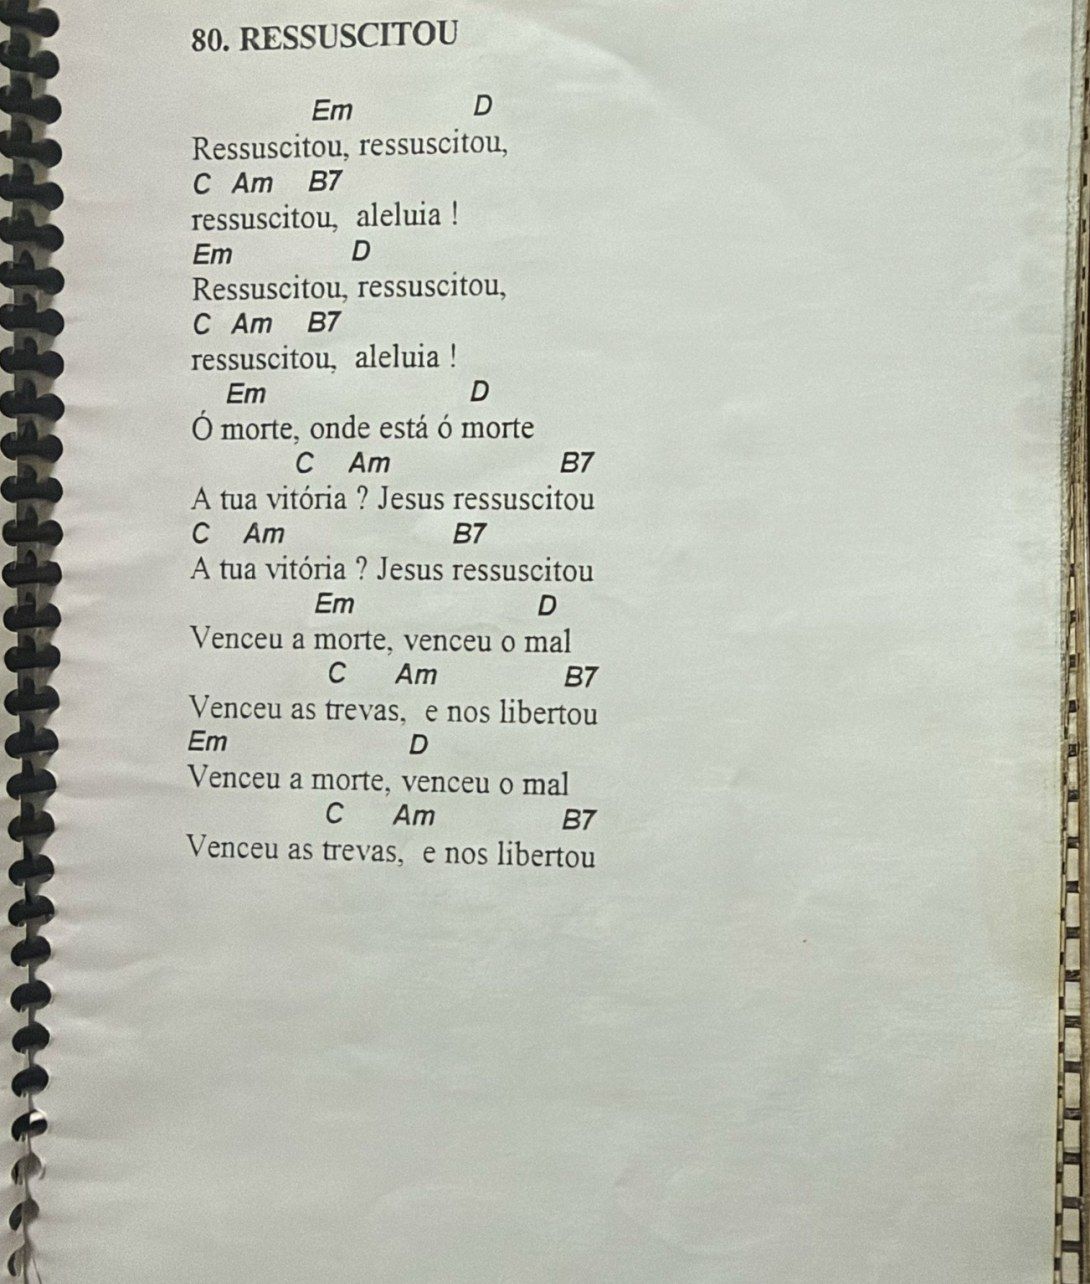 80. RESSUSCITOU
Em D
Ressuscitou, ressuscitou,
C Am B7
ressuscitou, aleluia !
Em D
Ressuscitou, ressuscitou,
C Am B7
ressuscitou, aleluia !
Em D
Ó morte, onde está ó morte
C Am B7
A tua vitória ? Jesus ressuscitou
C Am B7
A tua vitória ? Jesus ressuscitou
Em D
Venceu a morte, venceu o mal
C Am B7
Venceu as trevas, e nos libertou
Em D
Venceu a morte, venceu o mal
C Am B7
Venceu as trevas, e nos libertou